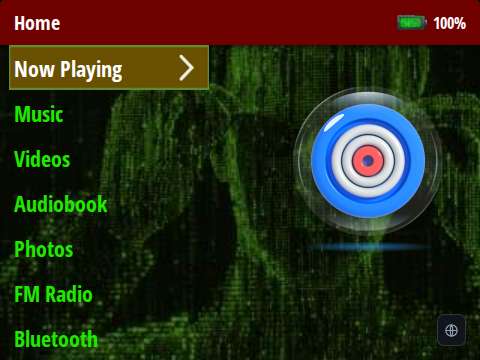 Home
100%
Now Playing
Music
Videos
Audiobook
Photos
FM Radio
Bluetooth